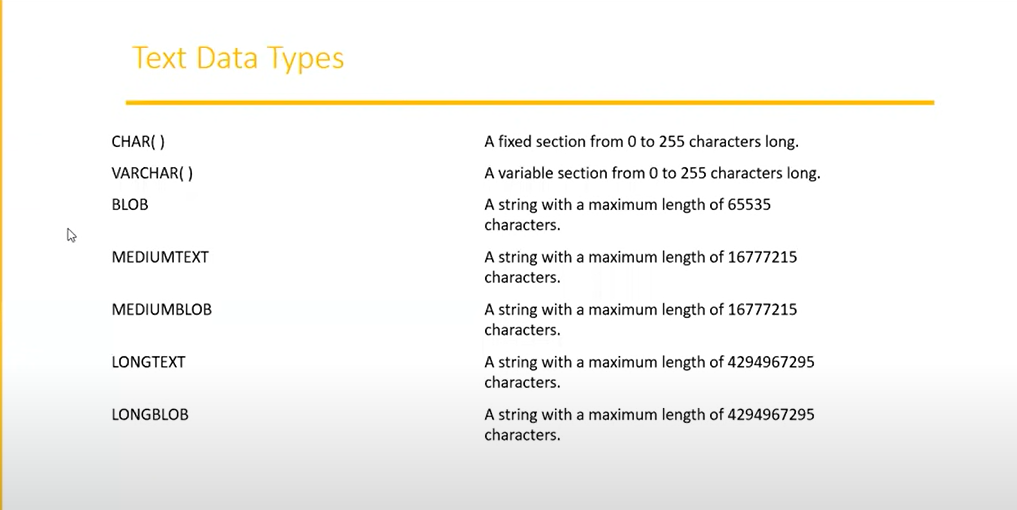 Text Data Types
CHAR( ) A fixed section from 0 to 255 characters long.
VARCHAR( ) A variable section from 0 to 255 characters long.
BLOB A string with a maximum length of 65535
characters.
MEDIUMTEXT A string with a maximum length of 16777215
characters.
MEDIUMBLOB A string with a maximum length of 16777215
characters.
LONGTEXT A string with a maximum length of 4294967295
characters.
LONGBLOB A string with a maximum length of 4294967295
characters.